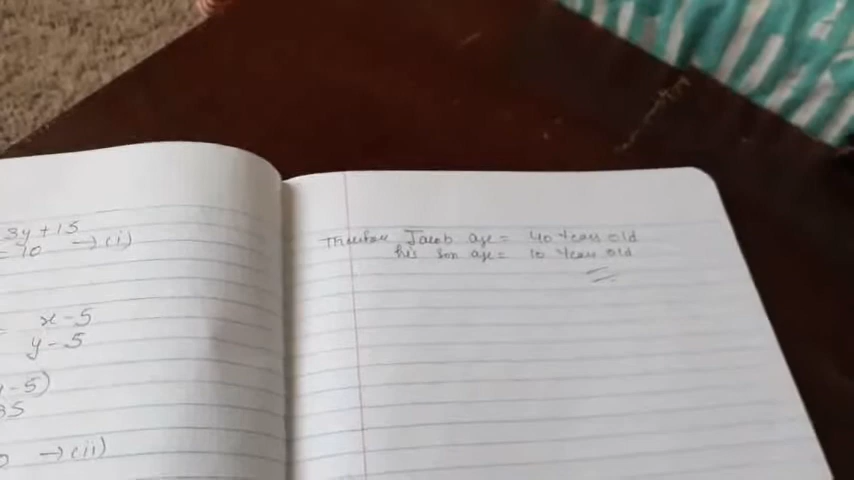 3y + 15
= 10 → (i)
x - 5
y - 5
y - 5)
35
0 → (ii)
Therefore Jacob age = 40 years old
his son age = 10 years old